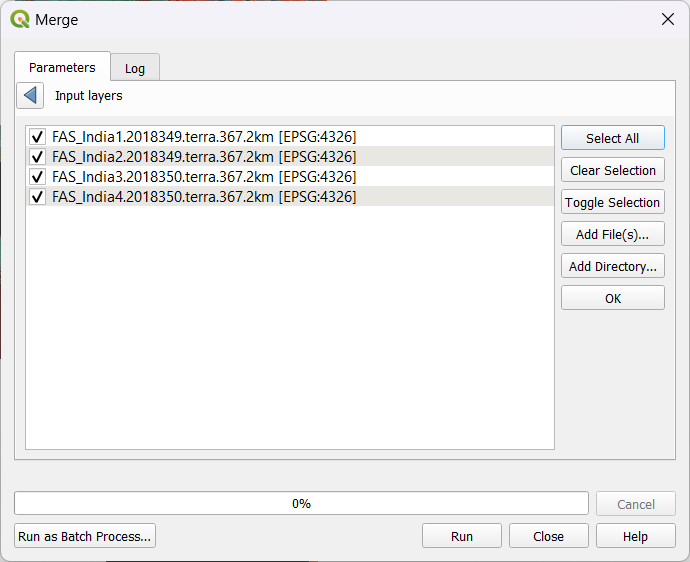 Merge
Parameters
Log
Input layers
FAS_India1.2018349.terra.367.2km [EPSG:4326]
FAS_India2.2018349.terra.367.2km [EPSG:4326]
FAS_India3.2018350.terra.367.2km [EPSG:4326]
FAS_India4.2018350.terra.367.2km [EPSG:4326]
Select All
Clear Selection
Toggle Selection
Add File(s)...
Add Directory...
OK
0%
Cancel
Run as Batch Process...
Run
Close
Help